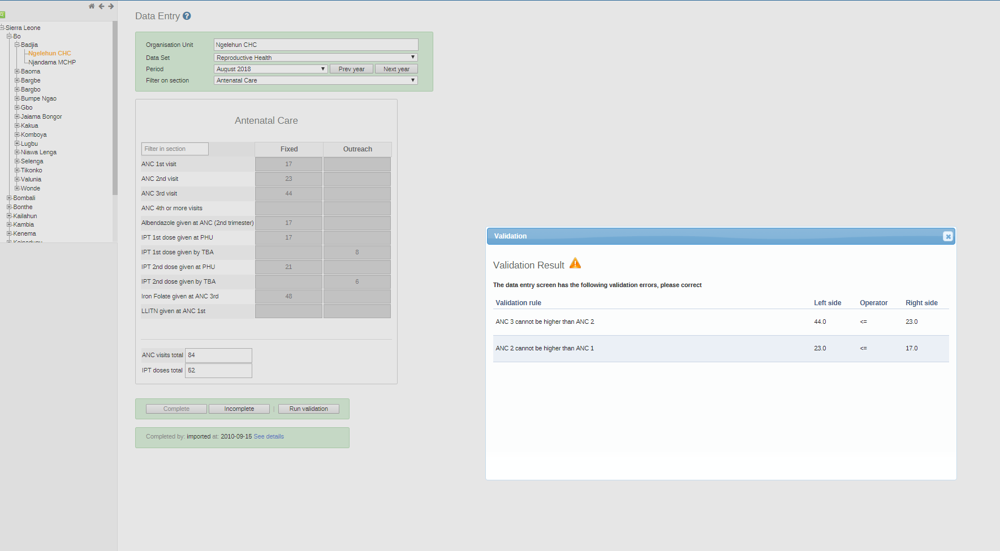 Sierra Leone
Bo
Badjia
Ngelehun CHC
Njandama MCHP
Baoma
Bargbe
Bargbo
Bumpe Ngao
Gbo
Jaiama Bongor
Kakua
Komboya
Lugbu
Niawa Lenga
Selenga
Tikonko
Valunia
Wonde
Bombali
Bonthe
Kailahun
Kambia
Kenema
Data Entry ?
Organisation Unit Ngelehun CHC
Data Set Reproductive Health
Period August 2018 Prev year Next year
Filter on section Antenatal Care
Antenatal Care
Filter in section Fixed Outreach
ANC 1st visit 17
ANC 2nd visit 23
ANC 3rd visit 44
ANC 4th or more visits
Albendazole given at ANC (2nd trimester) 17
IPT 1st dose given at PHU 17
IPT 1st dose given by TBA 8
IPT 2nd dose given at PHU 21
IPT 2nd dose given by TBA 6
Iron Folate given at ANC 3rd 48
LLITN given at ANC 1st
ANC visits total 84
IPT doses total 52
Complete Incomplete | Run validation
Completed by: imported at: 2010-09-15 See details
Validation
Validation Result
The data entry screen has the following validation errors, please correct
Validation rule Left side Operator Right side
ANC 3 cannot be higher than ANC 2 44.0 <= 23.0
ANC 2 cannot be higher than ANC 1 23.0 <= 17.0